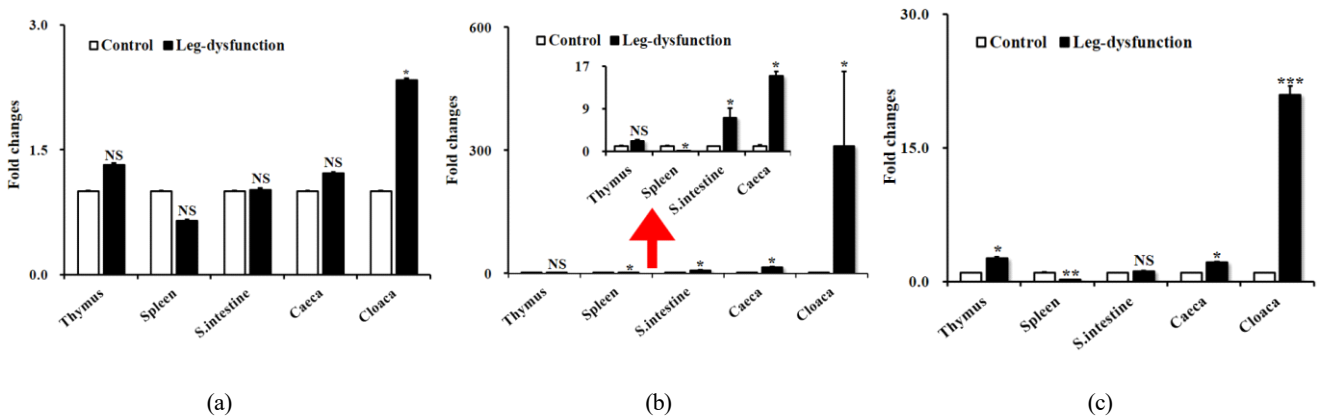 3.0
Control Leg-dysfunction
*
Fold changes
1.5
NS
NS
NS
NS
0.0
Thymus
Spleen
S.intestine
Caeca
Cloaca
(a)
600
Control Leg-dysfunction
17
*
*
9
*
NS
*
0
Thymus
Spleen
S.intestine
Caeca
Fold changes
300
NS
*
*
*
0
Thymus
Spleen
S.intestine
Caeca
Cloaca
(b)
30.0
Control Leg-dysfunction
***
Fold changes
15.0
*
**
NS
*
0.0
Thymus
Spleen
S.intestine
Caeca
Cloaca
(c)